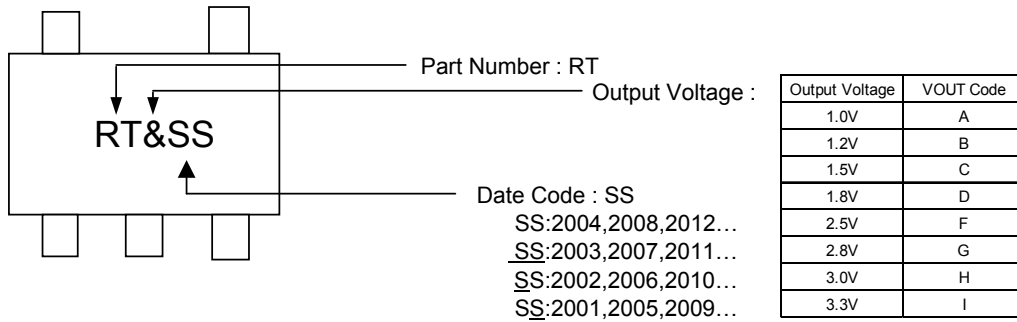 Part Number : RT
Output Voltage :
RT&SS
Date Code : SS
SS:2004,2008,2012…
SS:2003,2007,2011…
SS:2002,2006,2010…
SS:2001,2005,2009…
Output Voltage VOUT Code
1.0V A
1.2V B
1.5V C
1.8V D
2.5V F
2.8V G
3.0V H
3.3V I